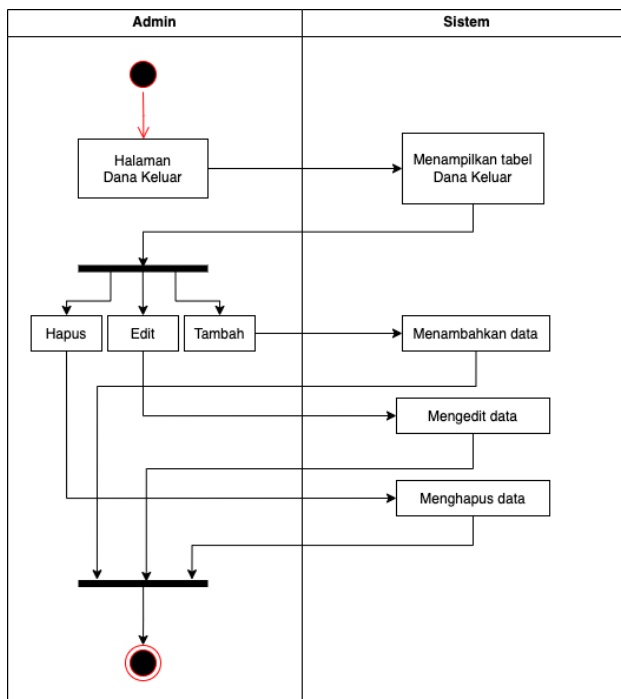 Admin
Sistem
Halaman
Dana Keluar
Menampilkan tabel
Dana Keluar
Hapus
Edit
Tambah
Menambahkan data
Mengedit data
Menghapus data